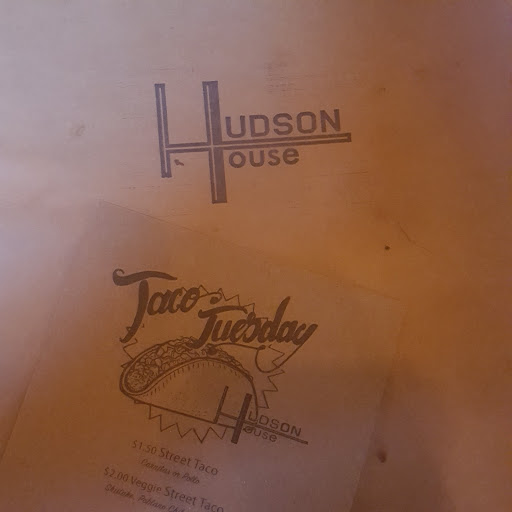 HUDSON
House
Taco
Tuesday
HUDSON
House
$1.50 Street Taco
$2.00 Veggie Street Taco